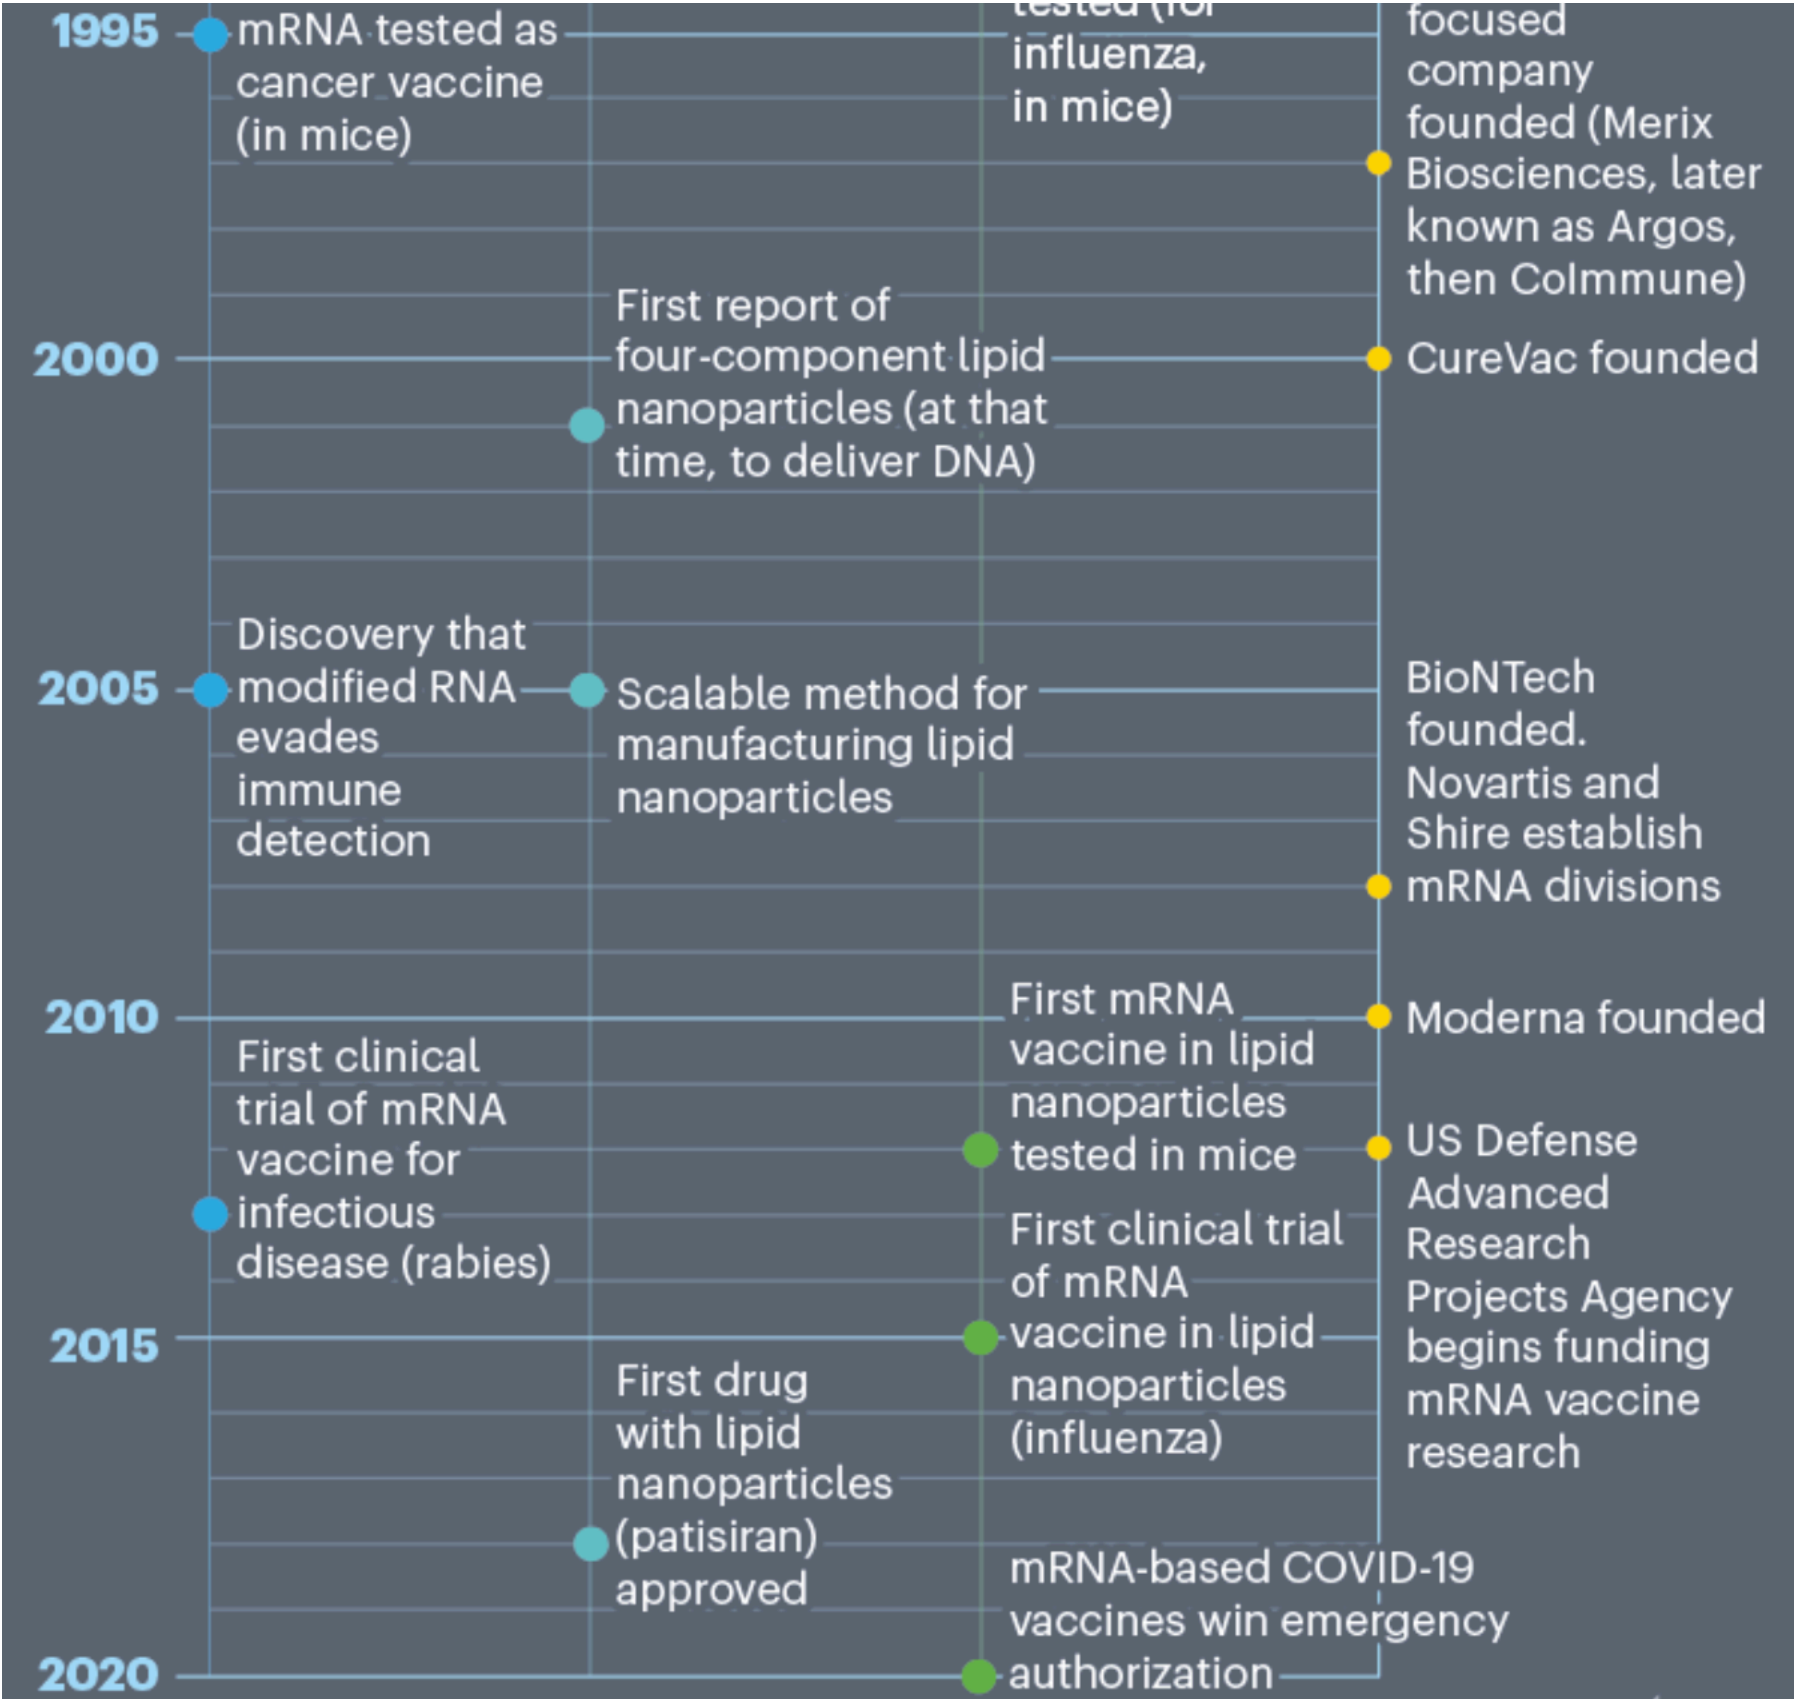 1995
mRNA tested as
cancer vaccine
(in mice)
tested (for
influenza,
in mice)
focused
company
founded (Merix
Biosciences, later
known as Argos,
then CoImmune)
2000
First report of
four-component lipid
nanoparticles (at that
time, to deliver DNA)
CureVac founded
2005
Discovery that
modified RNA
evades
immune
detection
Scalable method for
manufacturing lipid
nanoparticles
BioNTech
founded.
Novartis and
Shire establish
mRNA divisions
2010
First clinical
trial of mRNA
vaccine for
infectious
disease (rabies)
First mRNA
vaccine in lipid
nanoparticles
tested in mice
Moderna founded
US Defense
Advanced
Research
Projects Agency
begins funding
mRNA vaccine
research
2015
First clinical trial
of mRNA
vaccine in lipid
nanoparticles
(influenza)
First drug
with lipid
nanoparticles
(patisiran)
approved
mRNA-based COVID-19
vaccines win emergency
authorization
2020